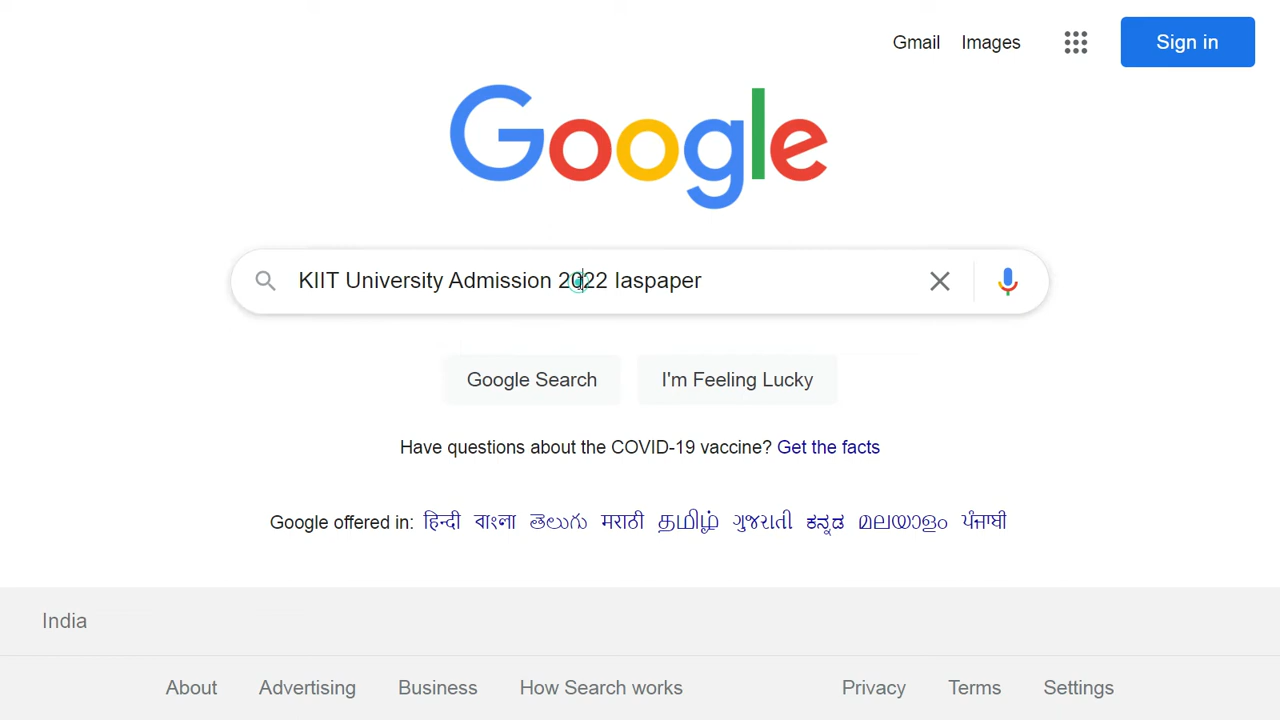 Gmail Images Sign in
Google
KIIT University Admission 2022 Iaspaper
Google Search I'm Feeling Lucky
Have questions about the COVID-19 vaccine? Get the facts
Google offered in: हिन्दी বাংলা తెలుగు मराठी தமிழ் ગુજરાતી ಕನ್ನಡ മലയാളം ਪੰਜਾਬੀ
India
About Advertising Business How Search works Privacy Terms Settings